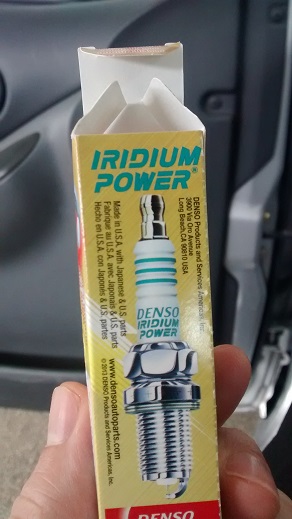 IRIDIUM
POWER®
DENSO Products and Services Americas, Inc.
3900 Via Oro Avenue
Long Beach, CA 90810 USA
Made in U.S.A. with Japanese & U.S. parts
Fabriqué au U.S.A. avec Japonais & U.S. parts
Hecho en U.S.A. con Japonés & U.S. partes
DENSO
IRIDIUM
POWER
www.densoautoparts.com
©2013 DENSO Products and Services Americas, Inc.
DENSO